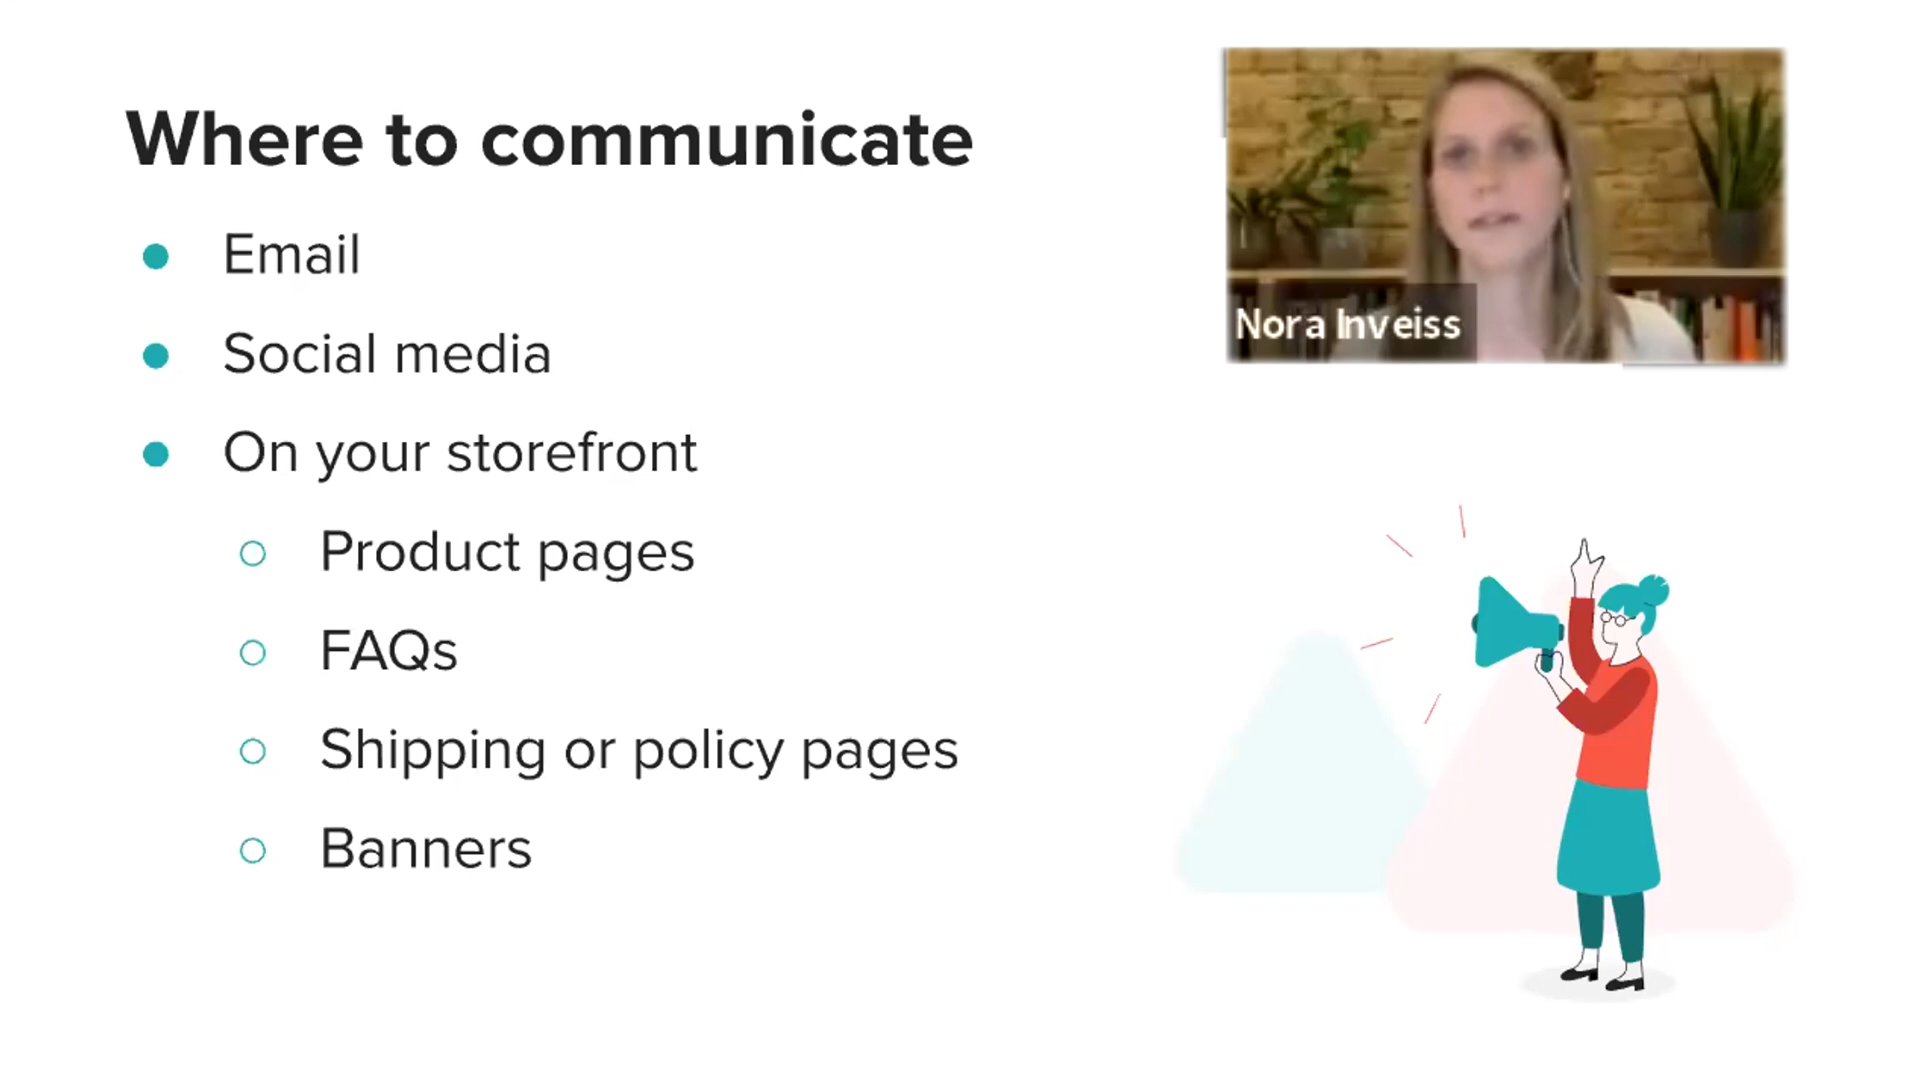 Where to communicate
Email
Social media
On your storefront
Product pages
FAQs
Shipping or policy pages
Banners
Nora Inveiss